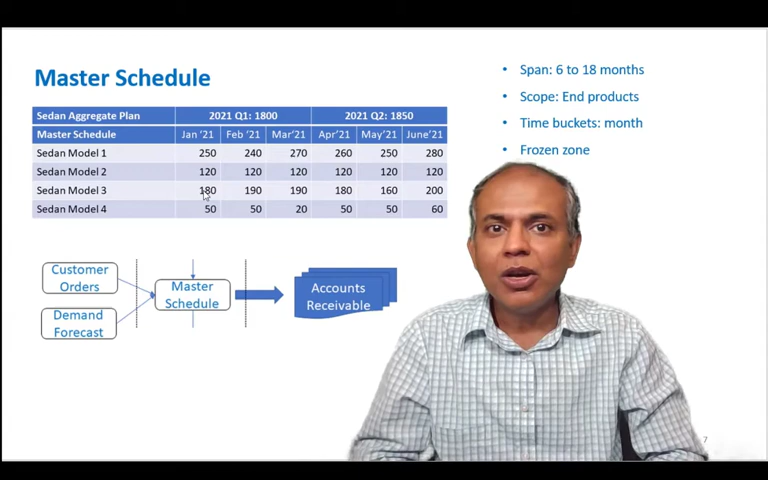 Master Schedule
Sedan Aggregate Plan 2021 Q1: 1800 2021 Q2: 1850
Master Schedule Jan '21 Feb '21 Mar'21 Apr'21 May'21 June'21
Sedan Model 1 250 240 270 260 250 280
Sedan Model 2 120 120 120 120 120 120
Sedan Model 3 180 190 190 180 160 200
Sedan Model 4 50 50 20 50 50 60
• Span: 6 to 18 months
• Scope: End products
• Time buckets: month
• Frozen zone
Customer
Orders
Demand
Forecast
Master
Schedule
Accounts
Receivable
7